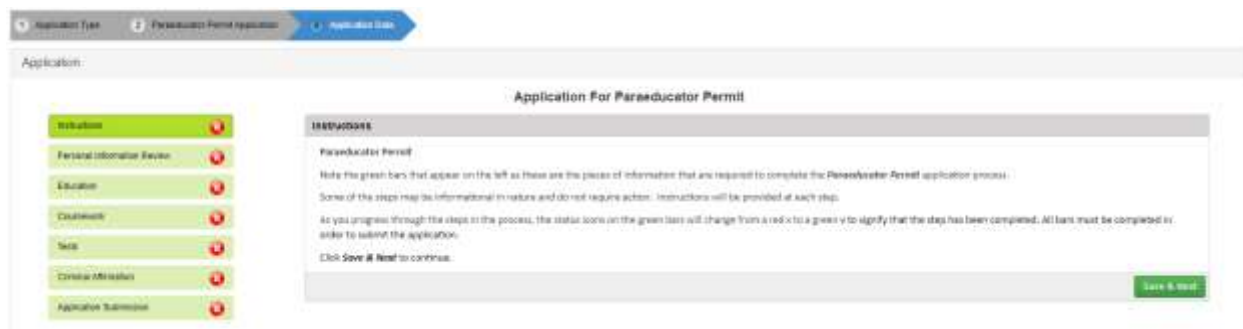 1 Application Type 2 Paraeducator Permit Application Application Data
Application
Application For Paraeducator Permit
Instructions
Personal Information Review
Education
Coursework
Tests
Criminal Affirmation
Application Submission
Instructions
Paraeducator Permit
Note the green bars that appear on the left as these are the pieces of information that are required to complete the Paraeducator Permit application process.
Some of the steps may be informational in nature and do not require action. Instructions will be provided at each step.
As you progress through the steps in the process, the status icons on the green bars will change from a red x to a green v to signify that the step has been completed. All bars must be completed in
order to submit the application.
Click Save & Next to continue.
Save & Next